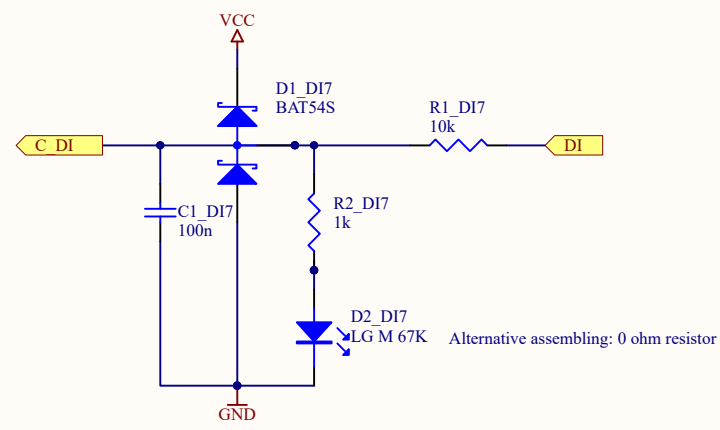 VCC
D1_DI7
BAT54S
R1_DI7
10k
C_DI
DI
C1_DI7
100n
R2_DI7
1k
D2_DI7
LG M 67K
Alternative assembling: 0 ohm resistor
GND